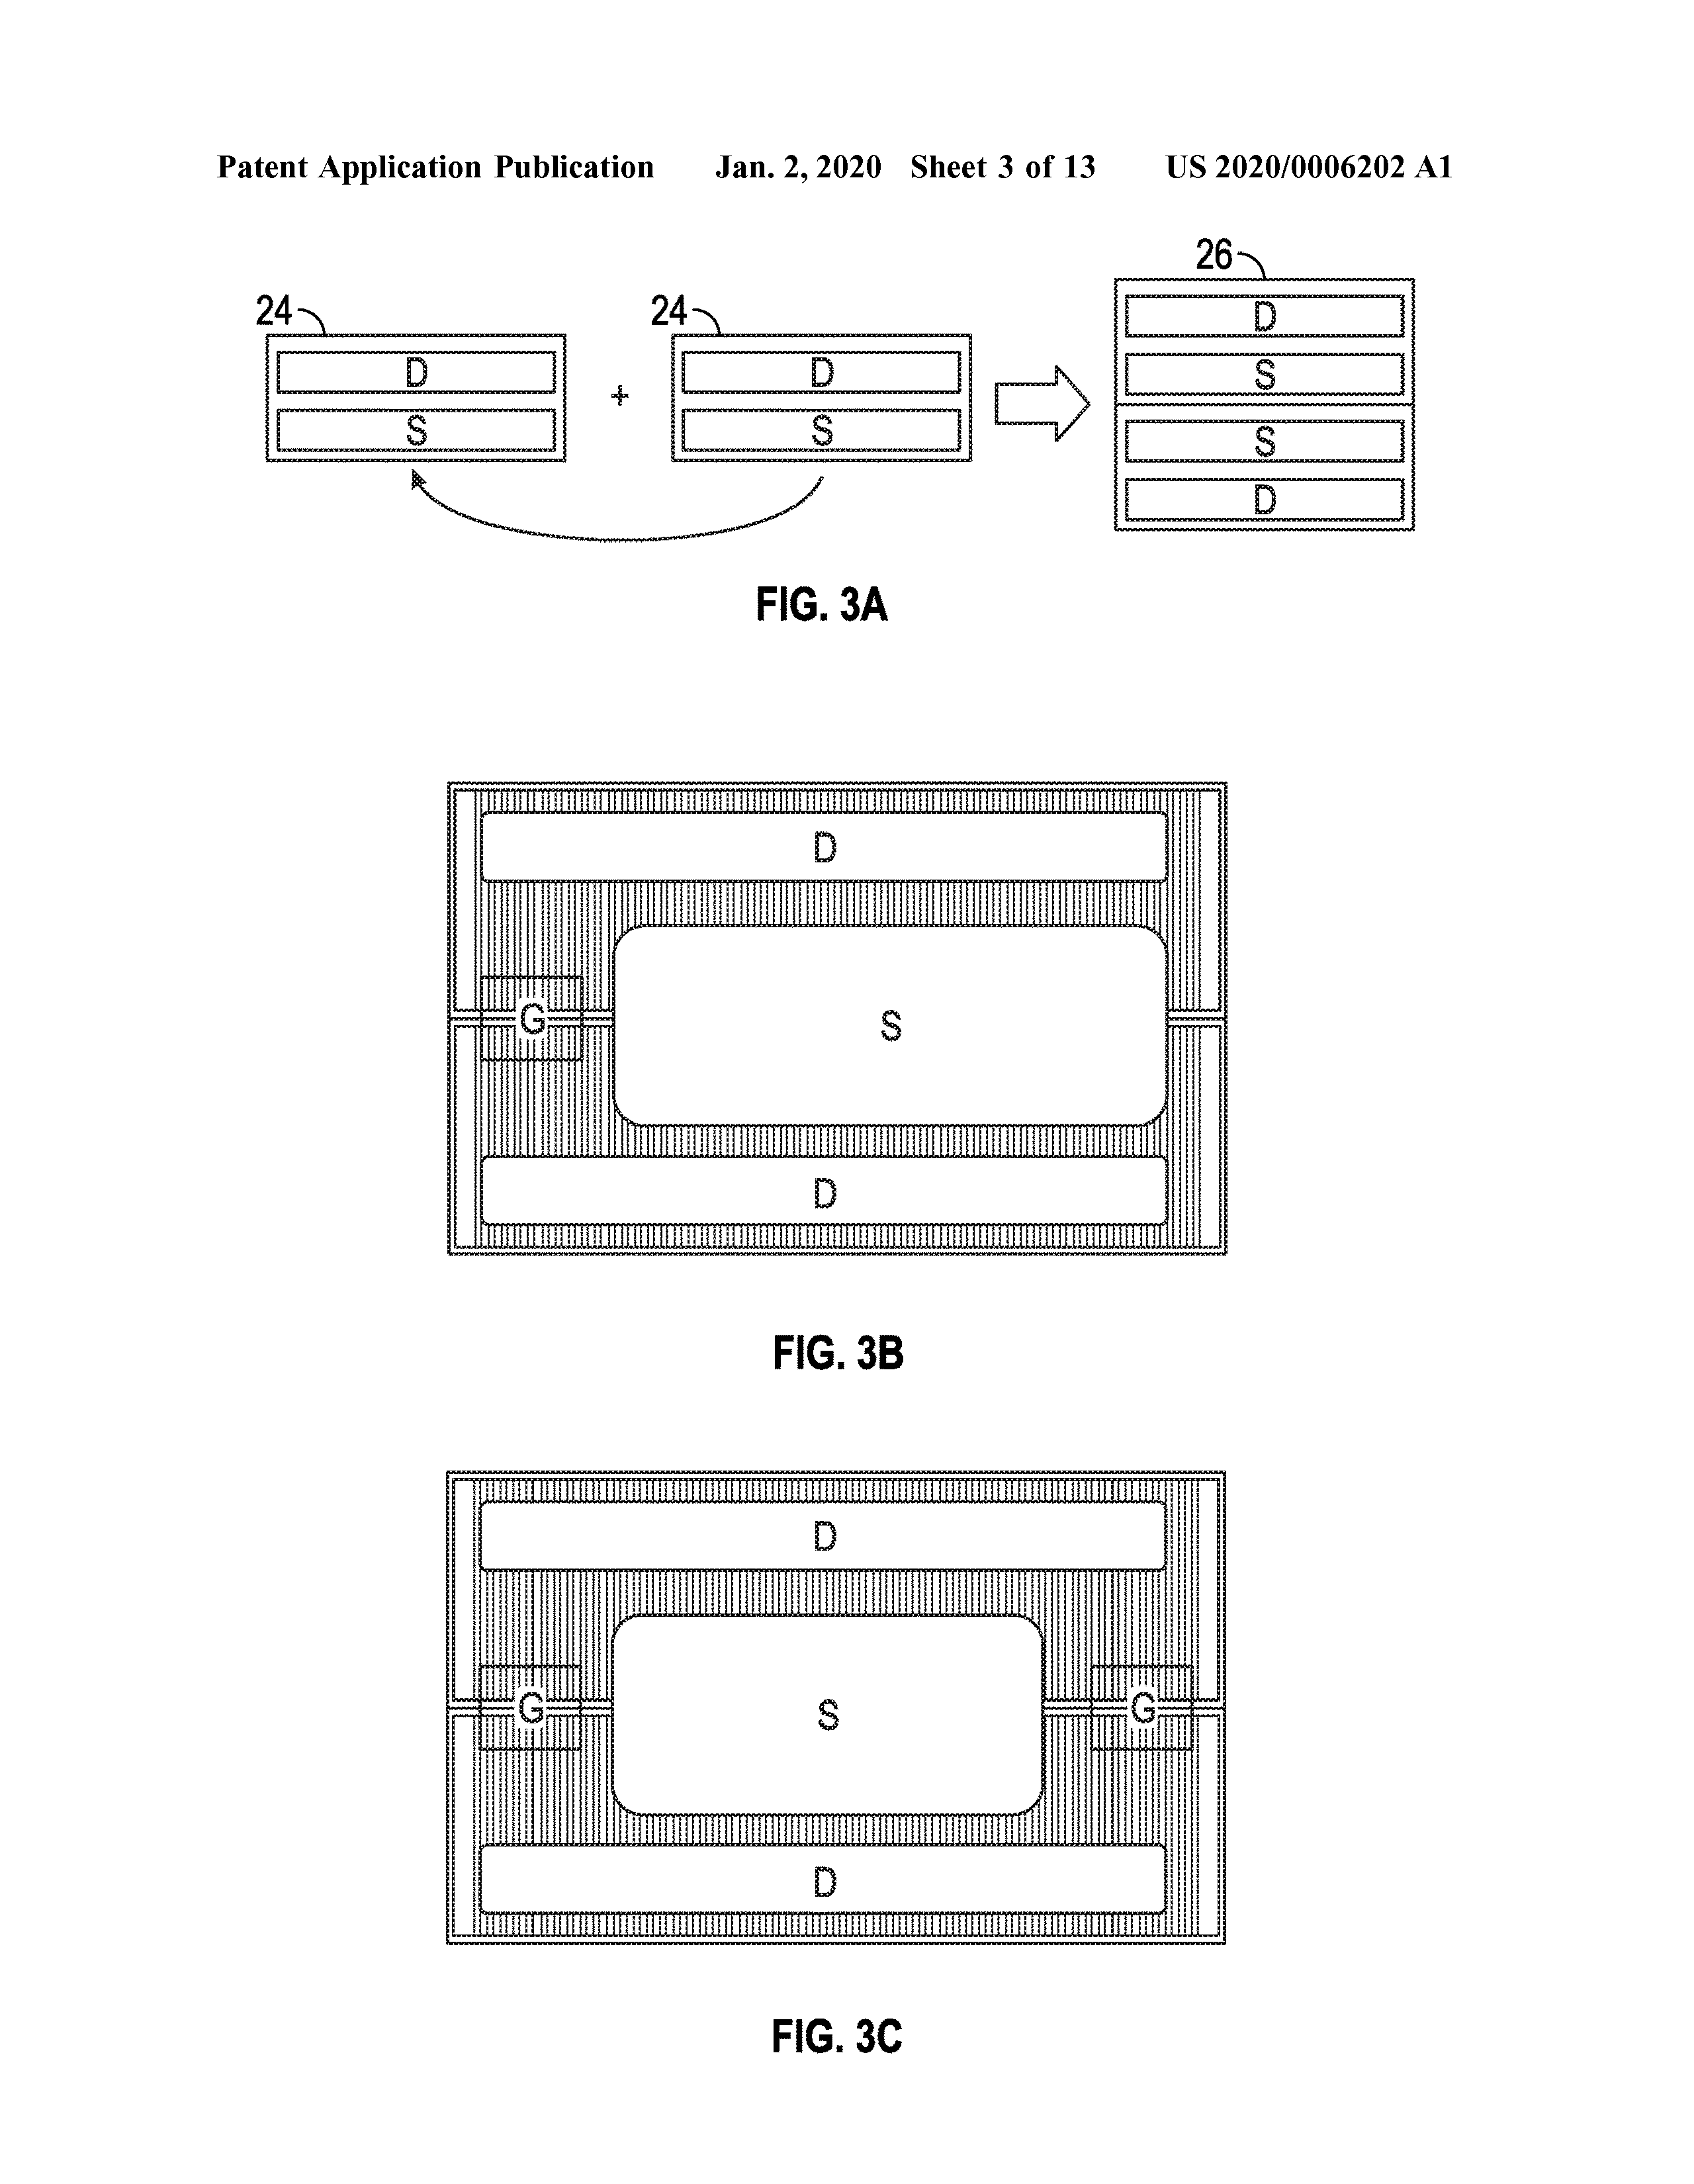 Patent Application Publication Jan. 2, 2020 Sheet 3 of 13 US 2020/0006202 A1
26
24 24
D
D D
S
S S
S
D
+
FIG. 3A
D
G
S
D
FIG. 3B
D
G S G
D
FIG. 3C